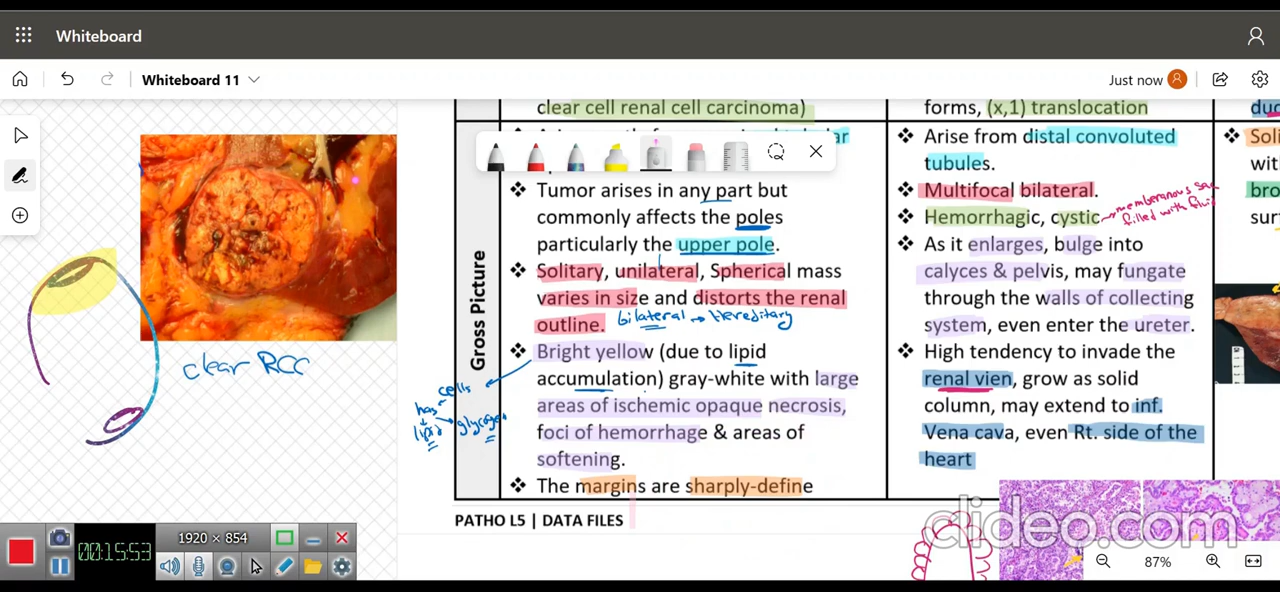 Whiteboard
Whiteboard 11
Just now
clear cell renal cell carcinoma)
forms, (x,1) translocation
Gross Picture
Tumor arises in any part but
commonly affects the poles
particularly the upper pole.
Solitary, unilateral, Spherical mass
varies in size and distorts the renal
outline.
bilateral → Hereditary
Bright yellow (due to lipid
accumulation) gray-white with large
areas of ischemic opaque necrosis,
foci of hemorrhage & areas of
softening.
The margins are sharply-define
cells
has
lipid
glycogen
clear RCC
Arise from distal convoluted
tubules.
Multifocal bilateral.
Hemorrhagic, cystic
memberanous sac
filled with fluid
As it enlarges, bulge into
calyces & pelvis, may fungate
through the walls of collecting
system, even enter the ureter.
High tendency to invade the
renal vien, grow as solid
column, may extend to inf.
Vena cava, even Rt. side of the
heart
Soli
with
bro
sur
PATHO L5 | DATA FILES
clideo.com
00:15:53
1920 × 854
87%